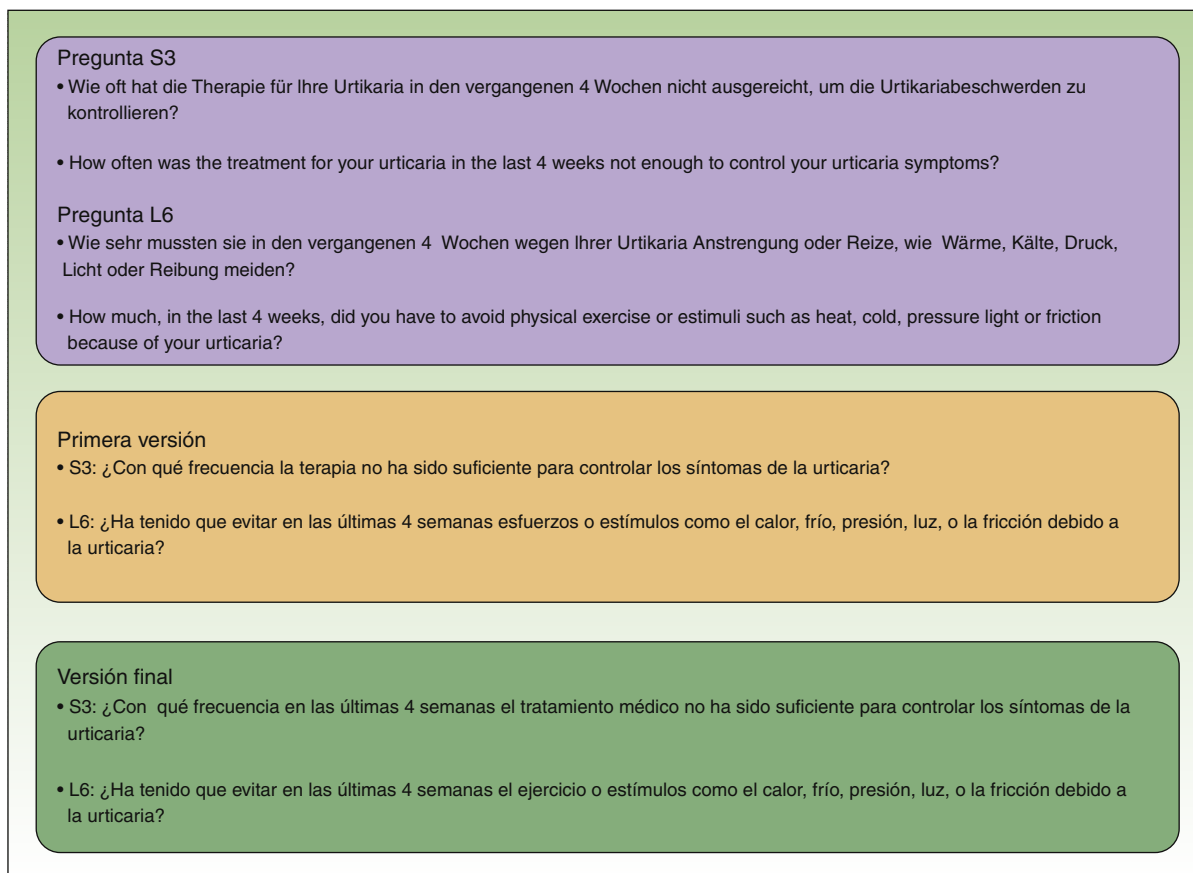 Pregunta S3
• Wie oft hat die Therapie für Ihre Urtikaria in den vergangenen 4 Wochen nicht ausgereicht, um die Urtikariabeschwerden zu
kontrollieren?
• How often was the treatment for your urticaria in the last 4 weeks not enough to control your urticaria symptoms?
Pregunta L6
• Wie sehr mussten sie in den vergangenen 4 Wochen wegen Ihrer Urtikaria Anstrengung oder Reize, wie Wärme, Kälte, Druck,
Licht oder Reibung meiden?
• How much, in the last 4 weeks, did you have to avoid physical exercise or estimuli such as heat, cold, pressure light or friction
because of your urticaria?
Primera versión
• S3: ¿Con qué frecuencia la terapia no ha sido suficiente para controlar los síntomas de la urticaria?
• L6: ¿Ha tenido que evitar en las últimas 4 semanas esfuerzos o estímulos como el calor, frío, presión, luz, o la fricción debido a
la urticaria?
Versión final
• S3: ¿Con qué frecuencia en las últimas 4 semanas el tratamiento médico no ha sido suficiente para controlar los síntomas de la
urticaria?
• L6: ¿Ha tenido que evitar en las últimas 4 semanas el ejercicio o estímulos como el calor, frío, presión, luz, o la fricción debido a
la urticaria?